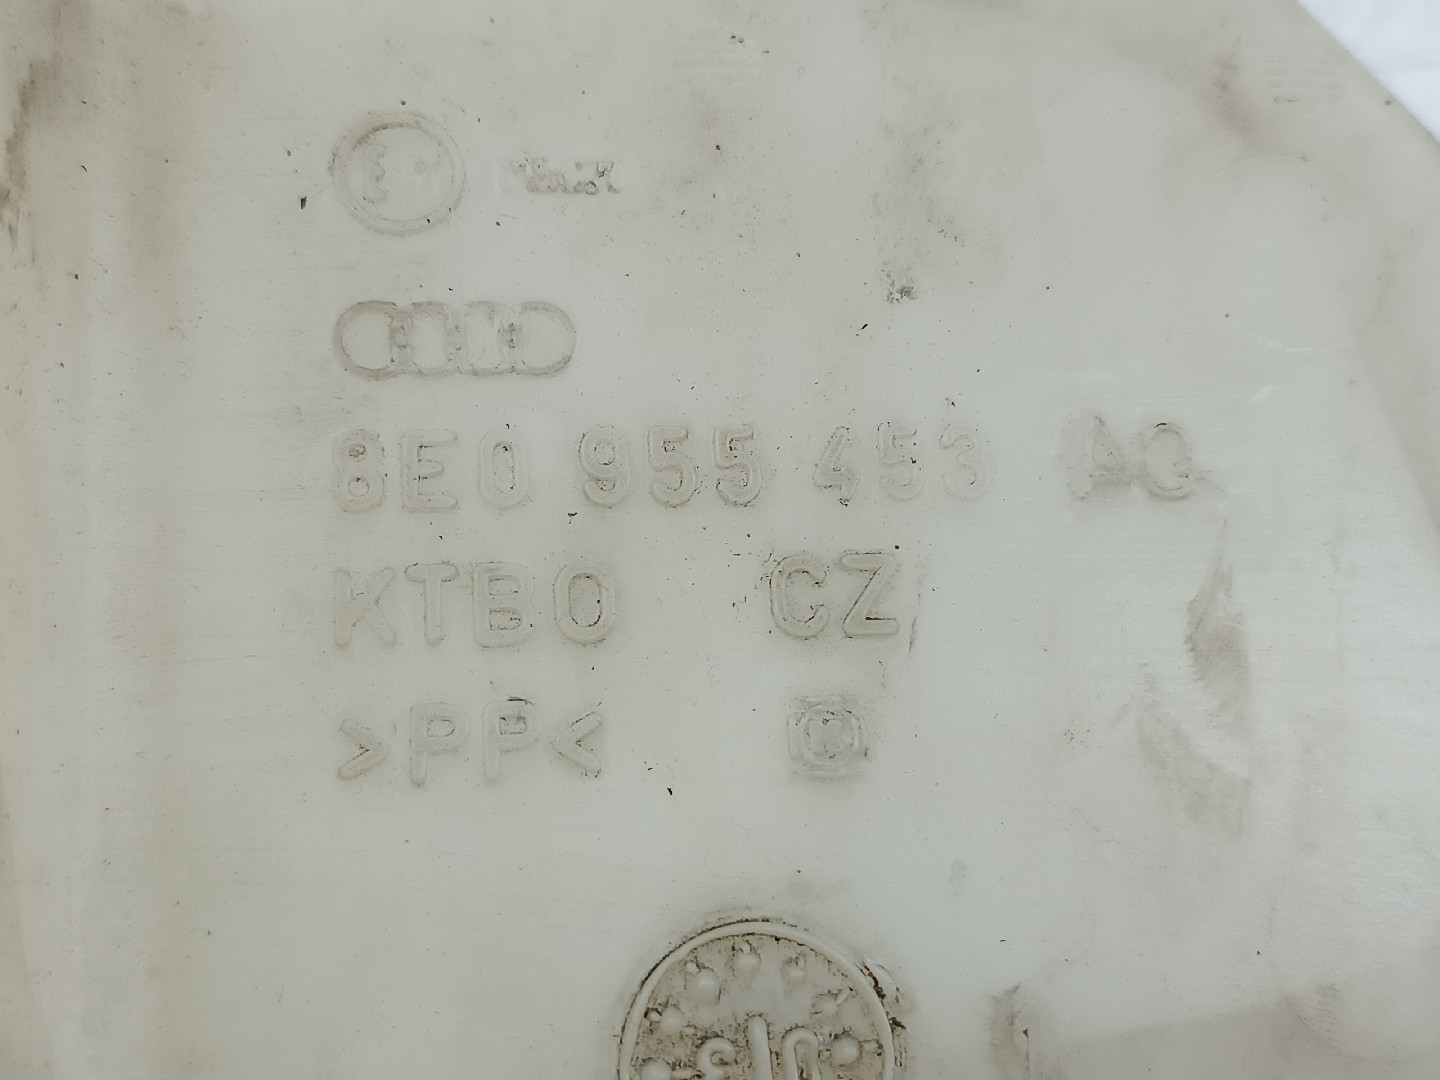 8E0 955 453 AQ
KTBO CZ
>PP<
K